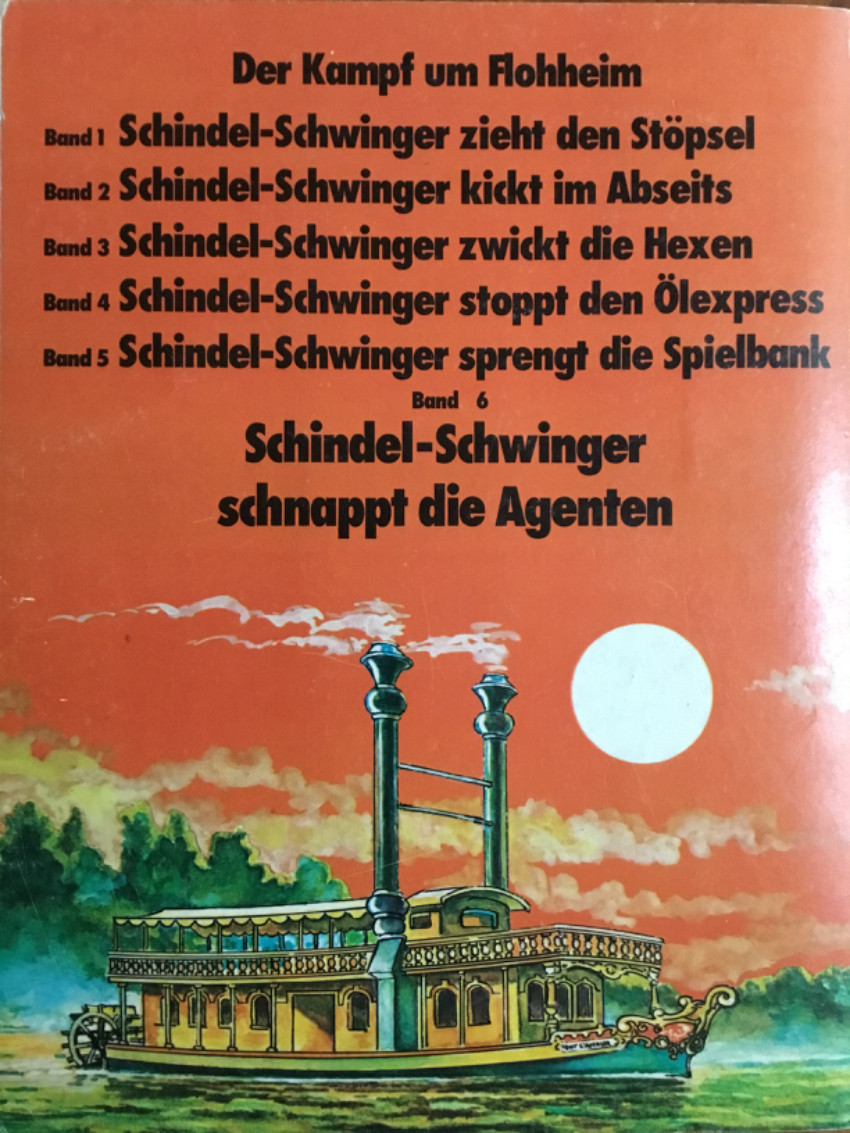 Der Kampf um Flohheim
Band 1 Schindel-Schwinger zieht den Stöpsel
Band 2 Schindel-Schwinger kickt im Abseits
Band 3 Schindel-Schwinger zwickt die Hexen
Band 4 Schindel-Schwinger stoppt den Ölexpress
Band 5 Schindel-Schwinger sprengt die Spielbank
Band 6
Schindel-Schwinger
schnappt die Agenten